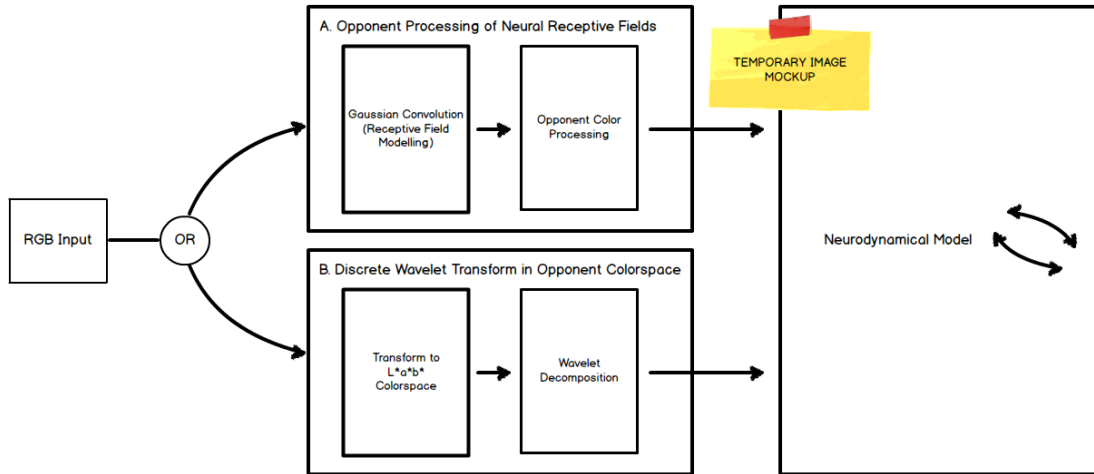 A. Opponent Processing of Neural Receptive Fields
Gaussian Convolution
(Receptive Field
Modelling)
Opponent Color
Processing
TEMPORARY IMAGE
MOCKUP
RGB Input
OR
Neurodynamical Model
B. Discrete Wavelet Transform in Opponent Colorspace
Transform to
L*a*b*
Colorspace
Wavelet
Decomposition